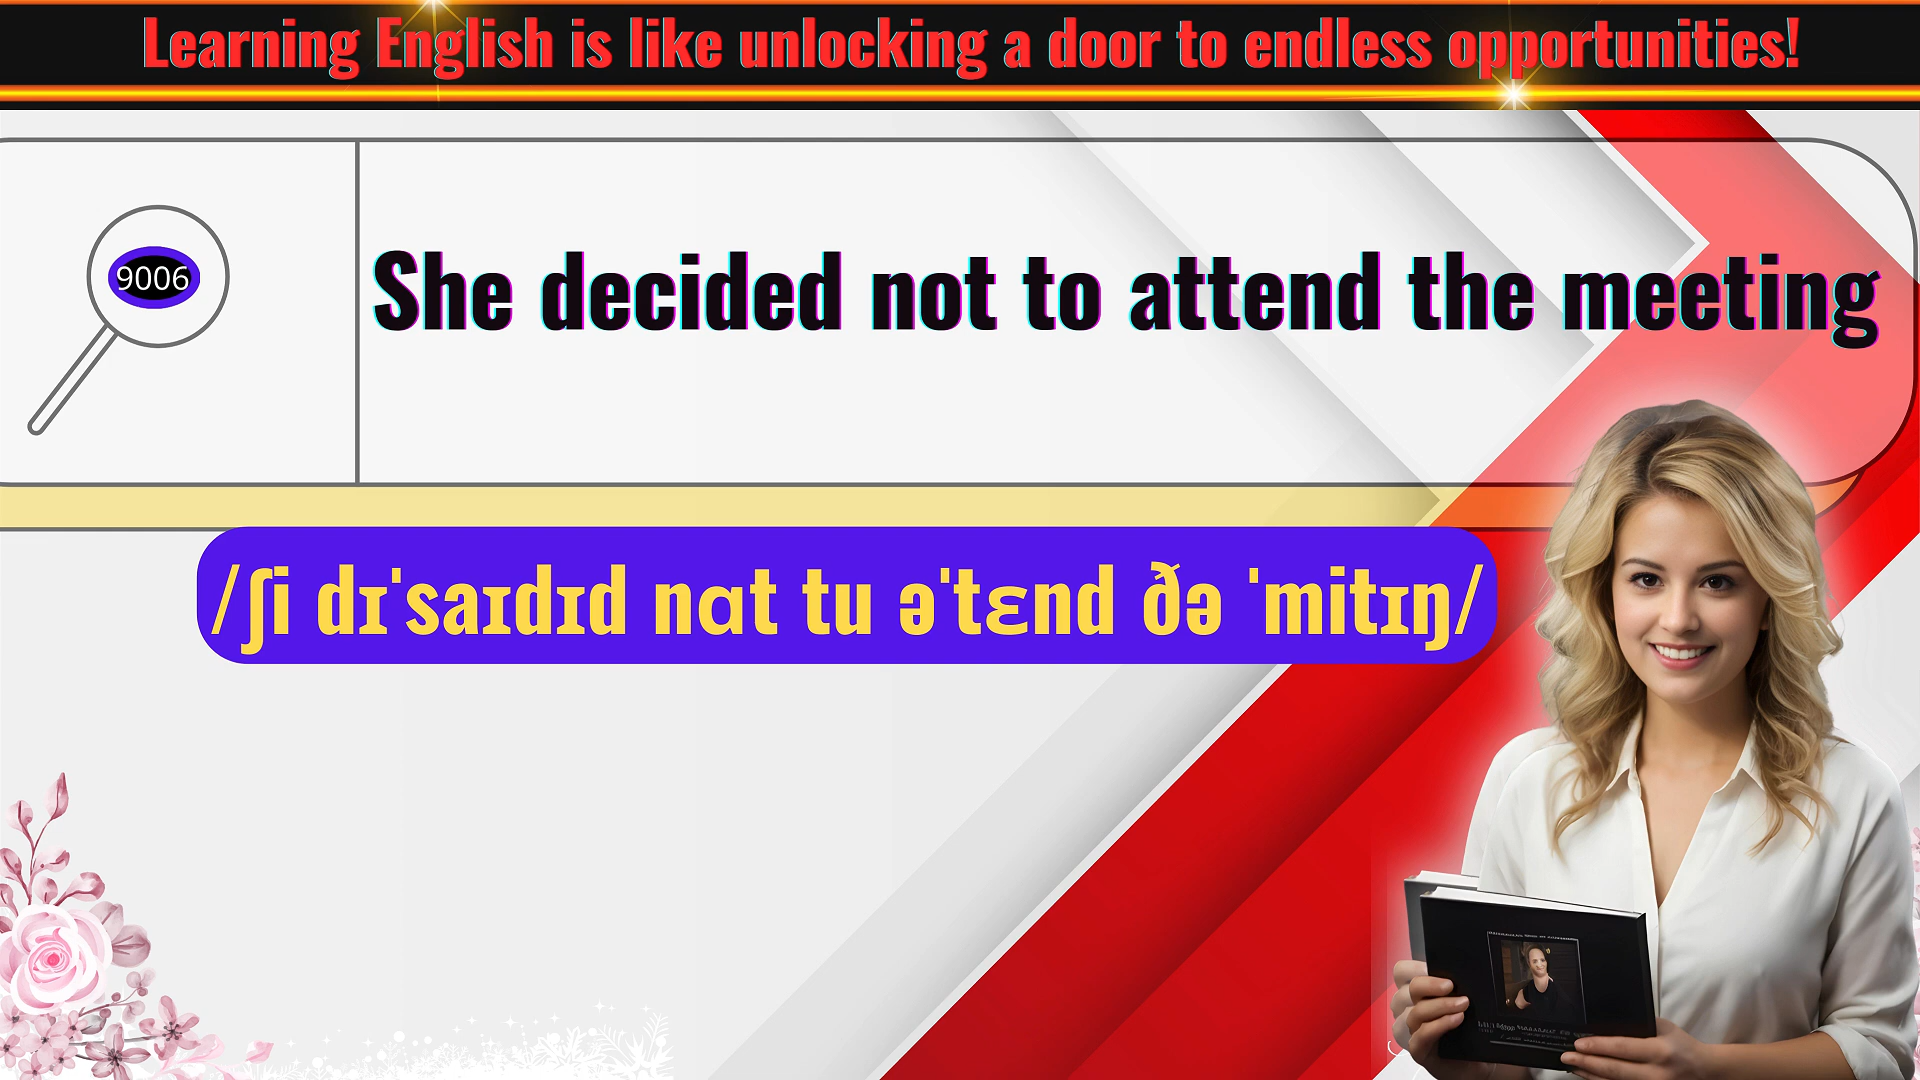 Learning English is like unlocking a door to endless opportunities!
9006
She decided not to attend the meeting
/ʃi dɪˈsaɪdɪd nɑt tu əˈtɛnd ðə ˈmitɪŋ/